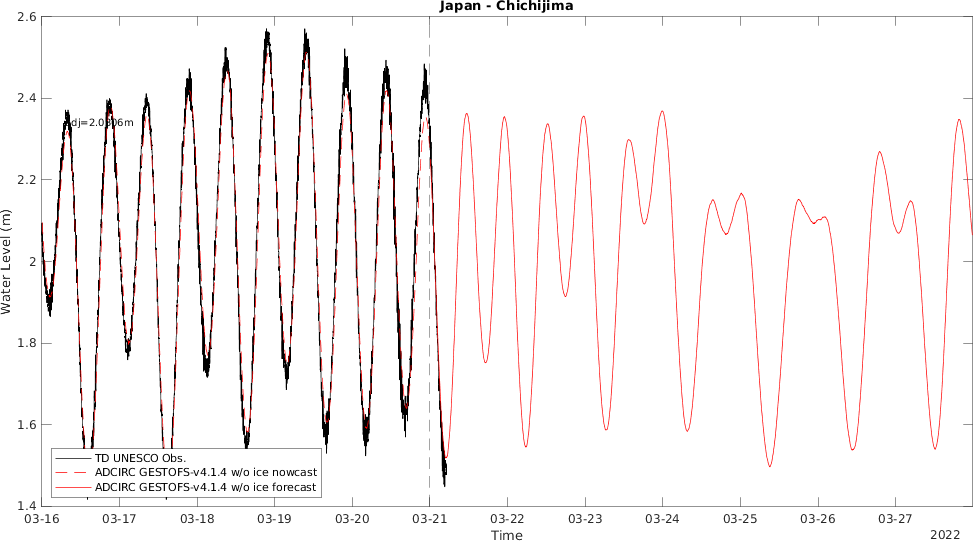 Japan - Chichijima
2.6
2.4
2.2
2
1.8
1.6
1.4
Water Level (m)
TD UNESCO Obs.
ADCIRC GESTOFS-v4.1.4 w/o ice nowcast
ADCIRC GESTOFS-v4.1.4 w/o ice forecast
03-16 03-17 03-18 03-19 03-20 03-21 03-22 03-23 03-24 03-25 03-26 03-27
Time
2022